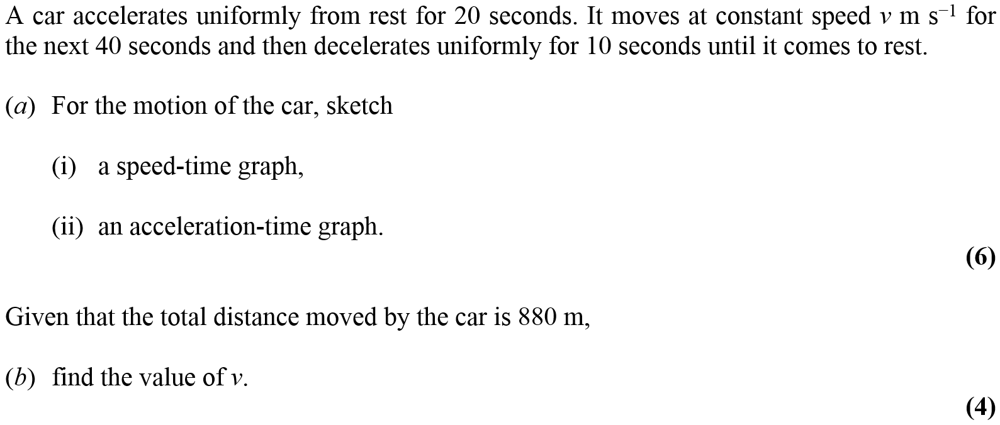 A car accelerates uniformly from rest for 20 seconds. It moves at constant speed v m s⁻¹ for
the next 40 seconds and then decelerates uniformly for 10 seconds until it comes to rest.
(a) For the motion of the car, sketch
(i) a speed-time graph,
(ii) an acceleration-time graph.
(6)
Given that the total distance moved by the car is 880 m,
(b) find the value of v.
(4)